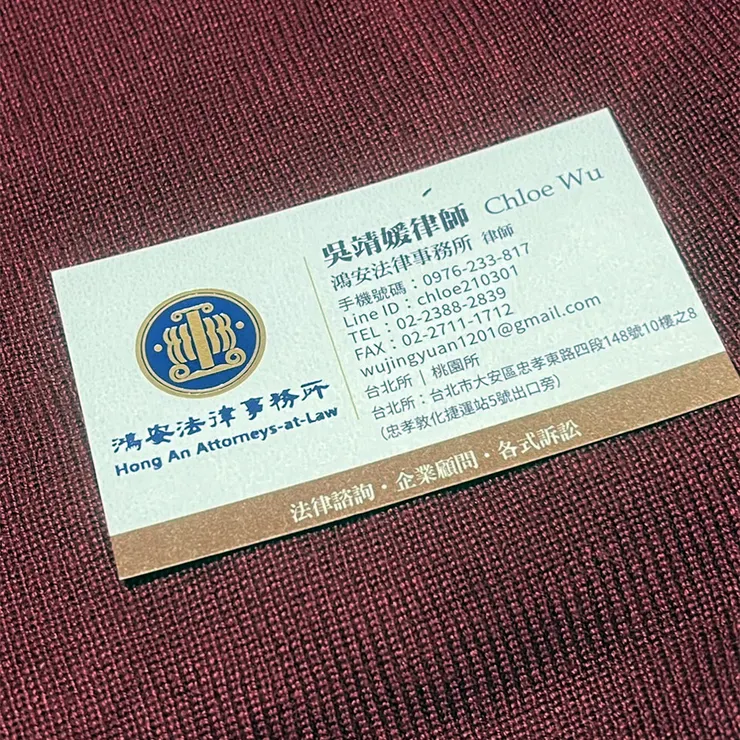 鴻安法律事務所
Hong An Attorneys-at-Law
吳靖媛律師 Chloe Wu
鴻安法律事務所 律師
手機號碼：0976-233-817
Line ID：chloe210301
TEL：02-2388-2839
FAX：02-2711-1712
wujingyuan1201@gmail.com
台北所｜桃園所
台北所：台北市大安區忠孝東路四段148號10樓之8
（忠孝敦化捷運站5號出口旁）
法律諮詢・企業顧問・各式訴訟